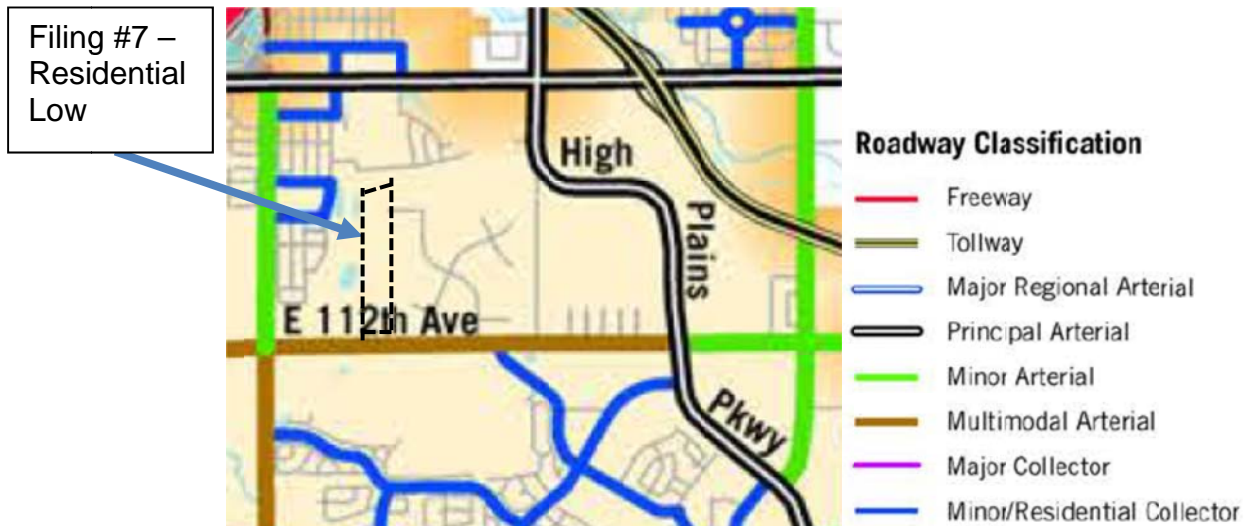 Filing #7 –
Residential
Low
High
Plains
Pkwy
E 112th Ave
Roadway Classification
Freeway
Tollway
Major Regional Arterial
Principal Arterial
Minor Arterial
Multimodal Arterial
Major Collector
Minor/Residential Collector